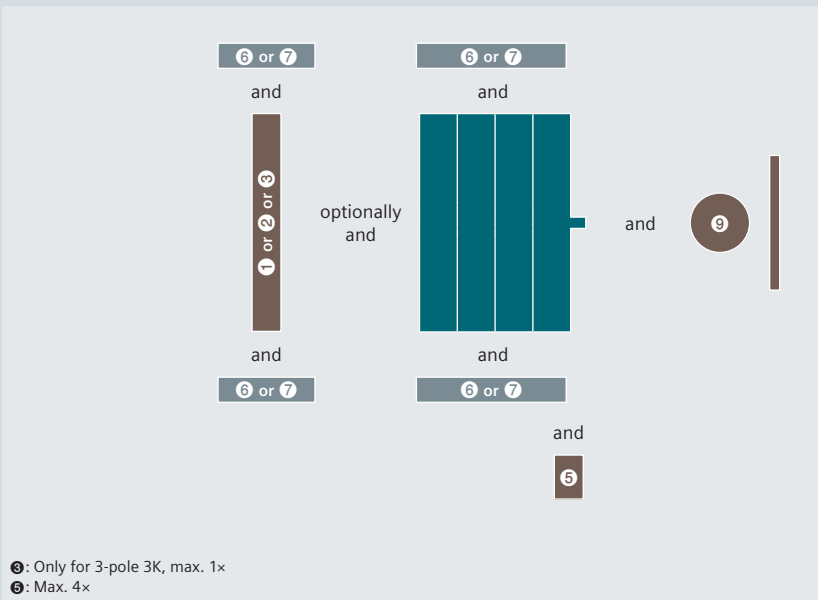 ❻ or ❼
❻ or ❼
and
and
❶ or ❷ or ❸
optionally
and
and
❾
and
and
❻ or ❼
❻ or ❼
and
❺
❸: Only for 3-pole 3K, max. 1×
❺: Max. 4×